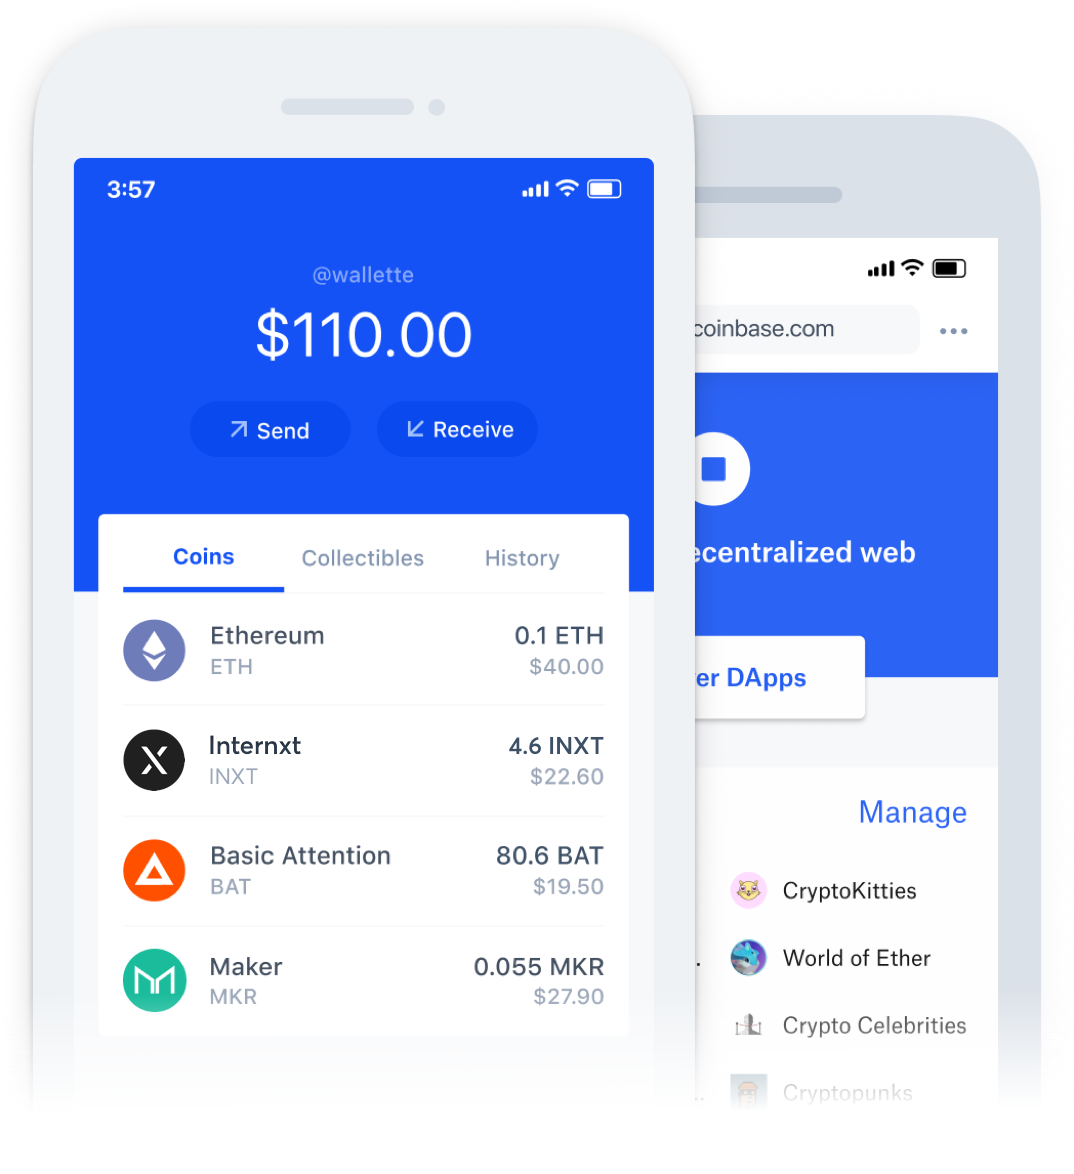 3:57
@wallette
$110.00
Send
Receive
Coins
Collectibles
History
Ethereum
0.1 ETH
ETH
$40.00
Internxt
4.6 INXT
INXT
$22.60
Basic Attention
80.6 BAT
BAT
$19.50
Maker
0.055 MKR
MKR
$27.90
coinbase.com
ecentralized web
er DApps
Manage
CryptoKitties
World of Ether
Crypto Celebrities
Cryptopunks